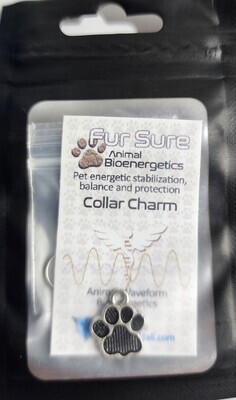 Fur Sure
Animal
Bioenergetics
Pet energetic stabilization,
balance and protection
Collar Charm